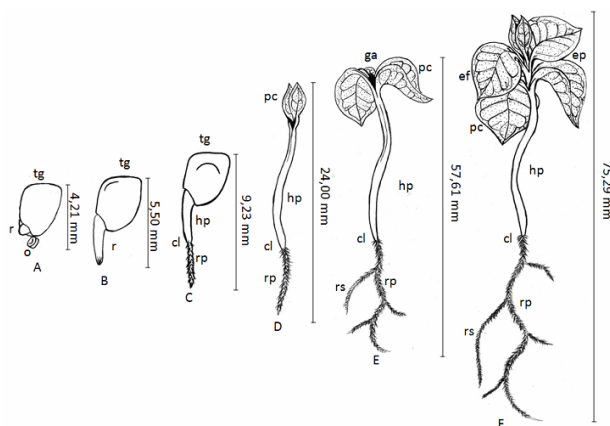 tg
r
o
4,21 mm
A
tg
r
5,50 mm
B
tg
hp
cl
rp
9,23 mm
C
pc
hp
cl
rp
24,00 mm
D
ga
pc
hp
cl
rs
rp
57,61 mm
E
ep
ef
pc
hp
cl
rp
rs
75,29 mm
F